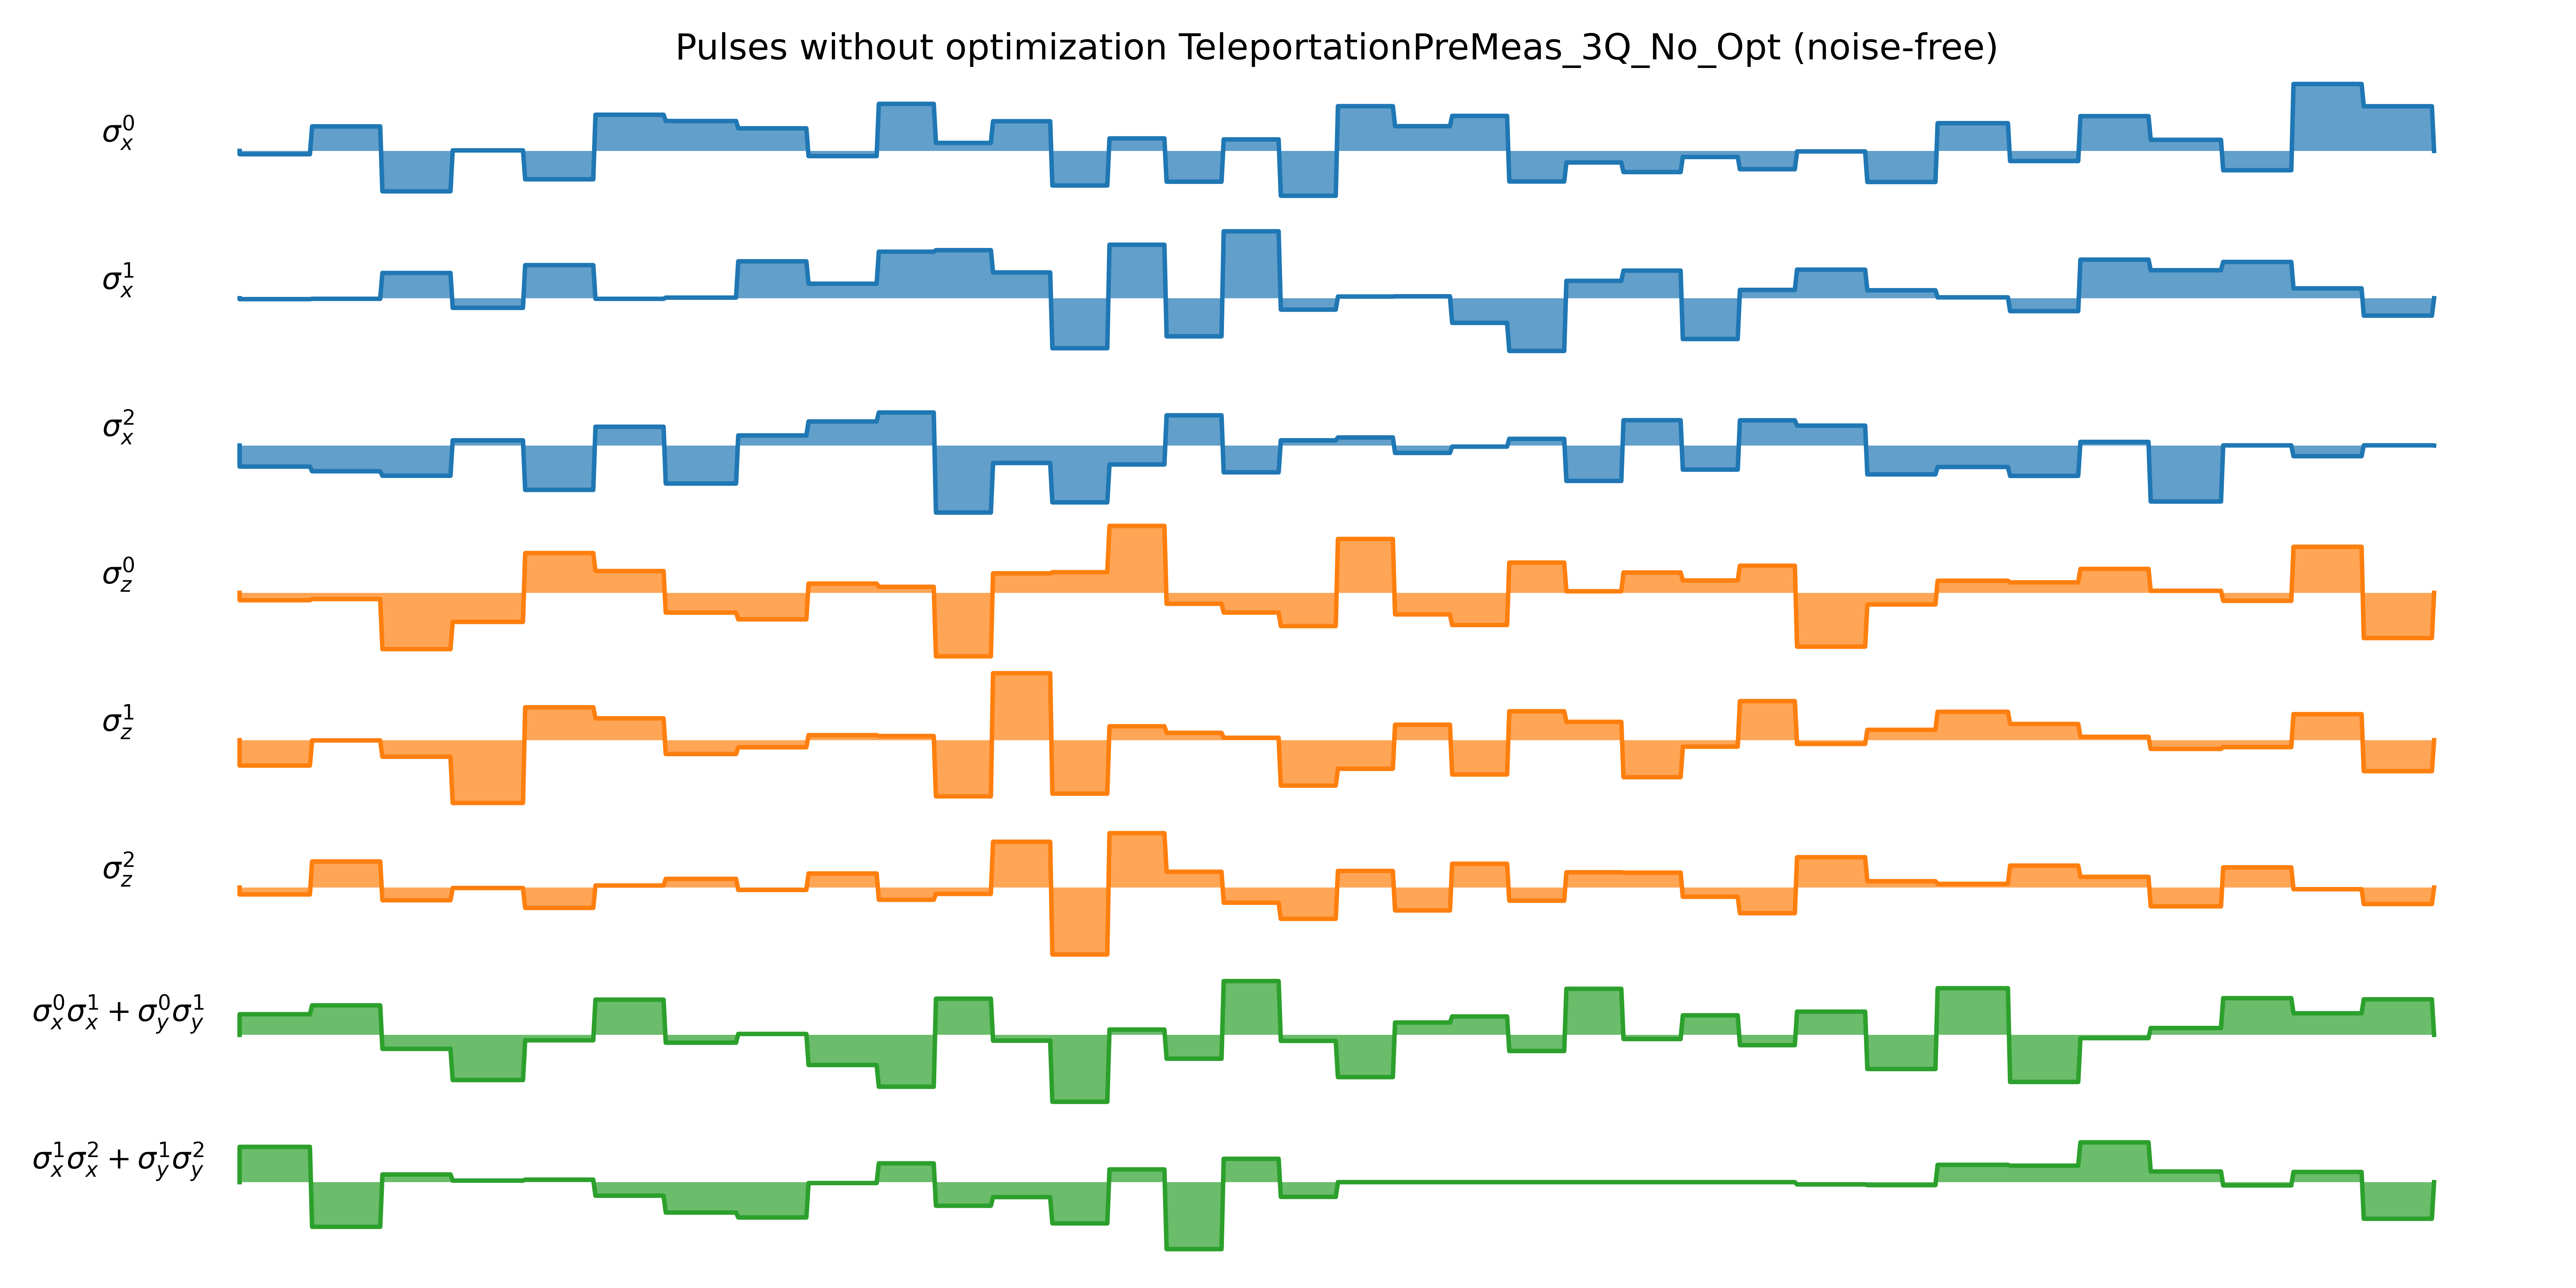 Pulses without optimization TeleportationPreMeas_3Q_No_Opt (noise-free)
σ_x^0
σ_x^1
σ_x^2
σ_z^0
σ_z^1
σ_z^2
σ_x^0σ_x^1 + σ_y^0σ_y^1
σ_x^1σ_x^2 + σ_y^1σ_y^2